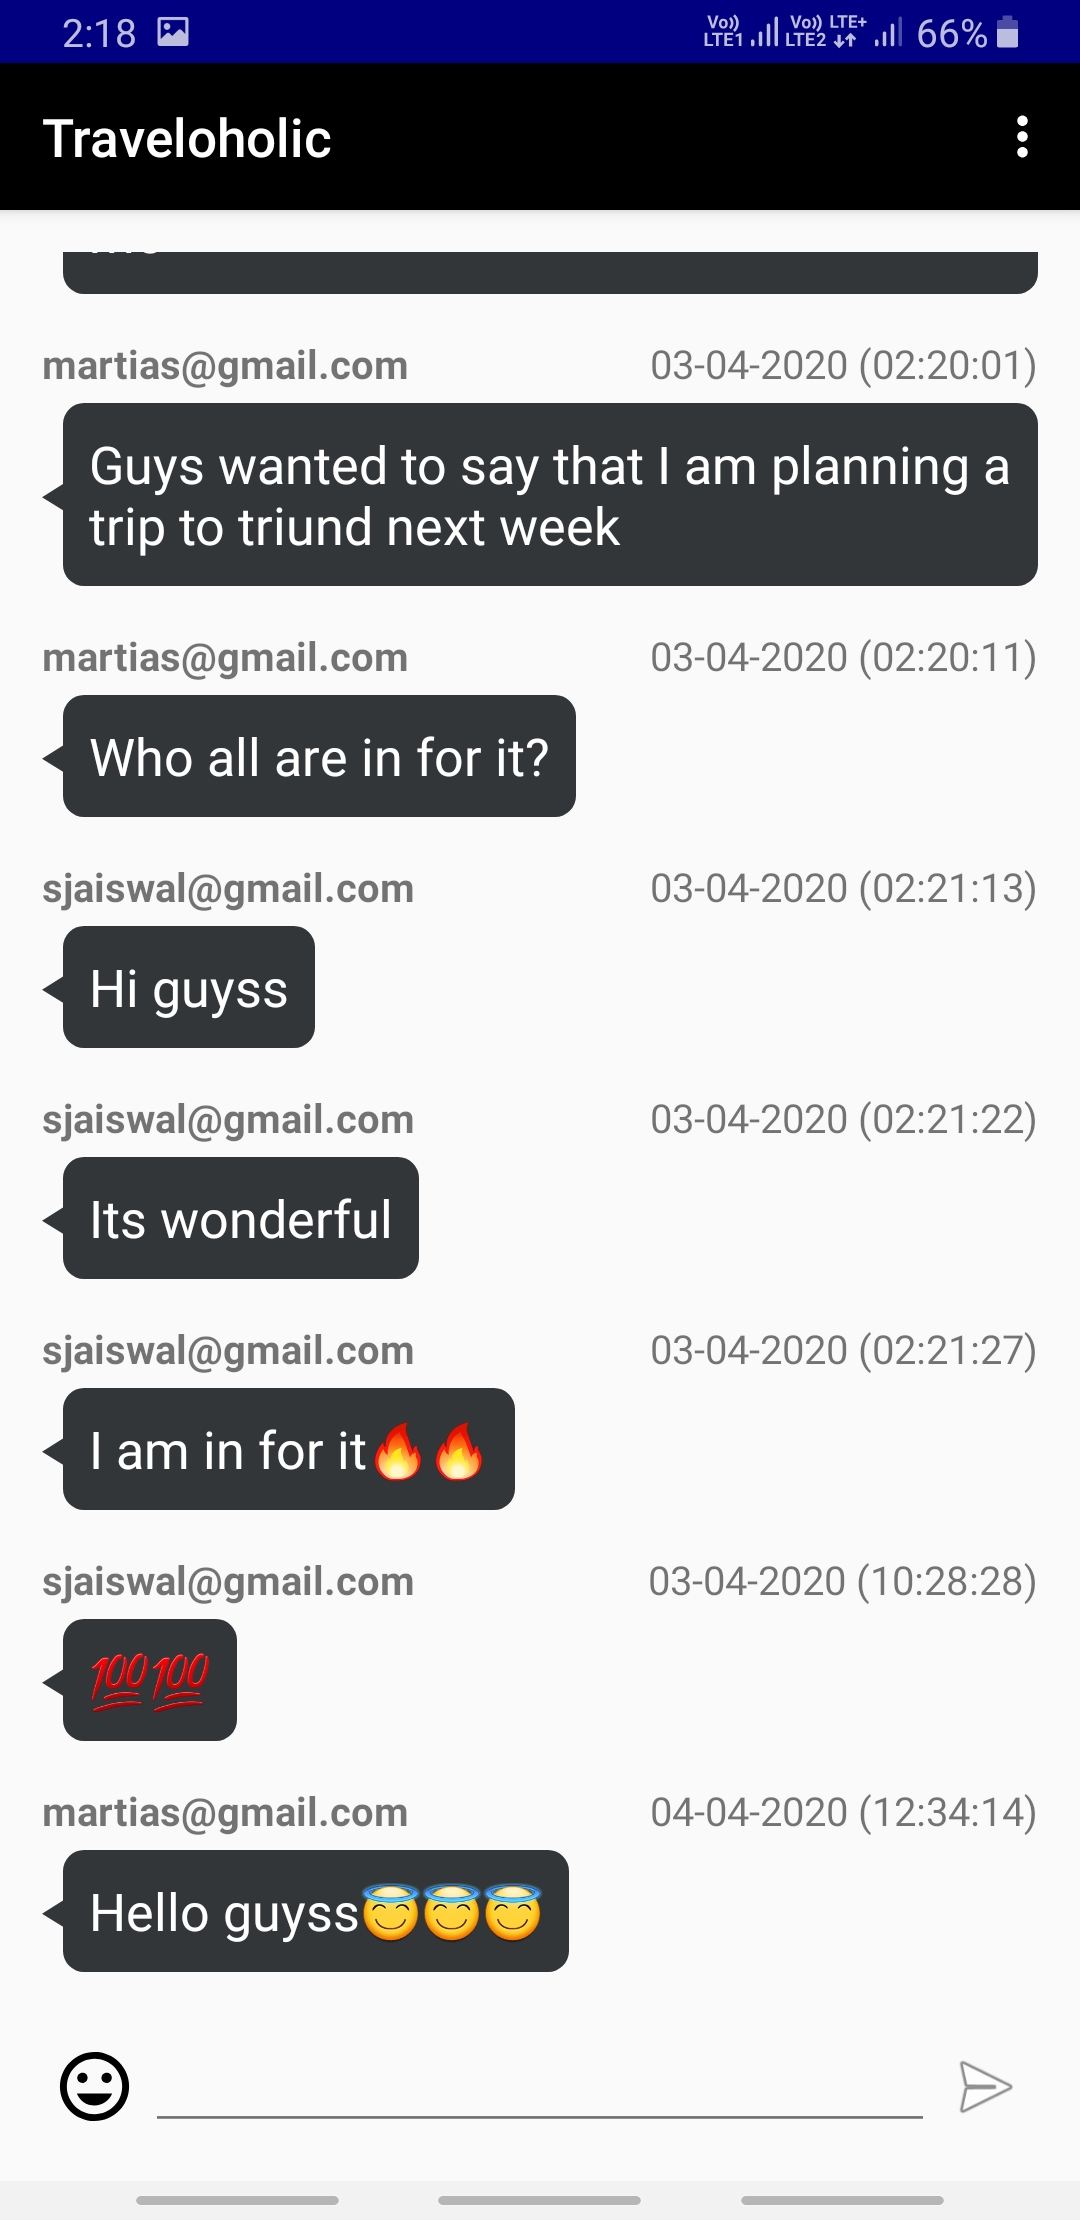 2:18 Vo)) LTE1 Vo)) LTE2 LTE+ 66%
Traveloholic
martias@gmail.com 03-04-2020 (02:20:01)
Guys wanted to say that I am planning a
trip to triund next week
martias@gmail.com 03-04-2020 (02:20:11)
Who all are in for it?
sjaiswal@gmail.com 03-04-2020 (02:21:13)
Hi guyss
sjaiswal@gmail.com 03-04-2020 (02:21:22)
Its wonderful
sjaiswal@gmail.com 03-04-2020 (02:21:27)
I am in for it🔥🔥
sjaiswal@gmail.com 03-04-2020 (10:28:28)
💯💯
martias@gmail.com 04-04-2020 (12:34:14)
Hello guyss😇😇😇